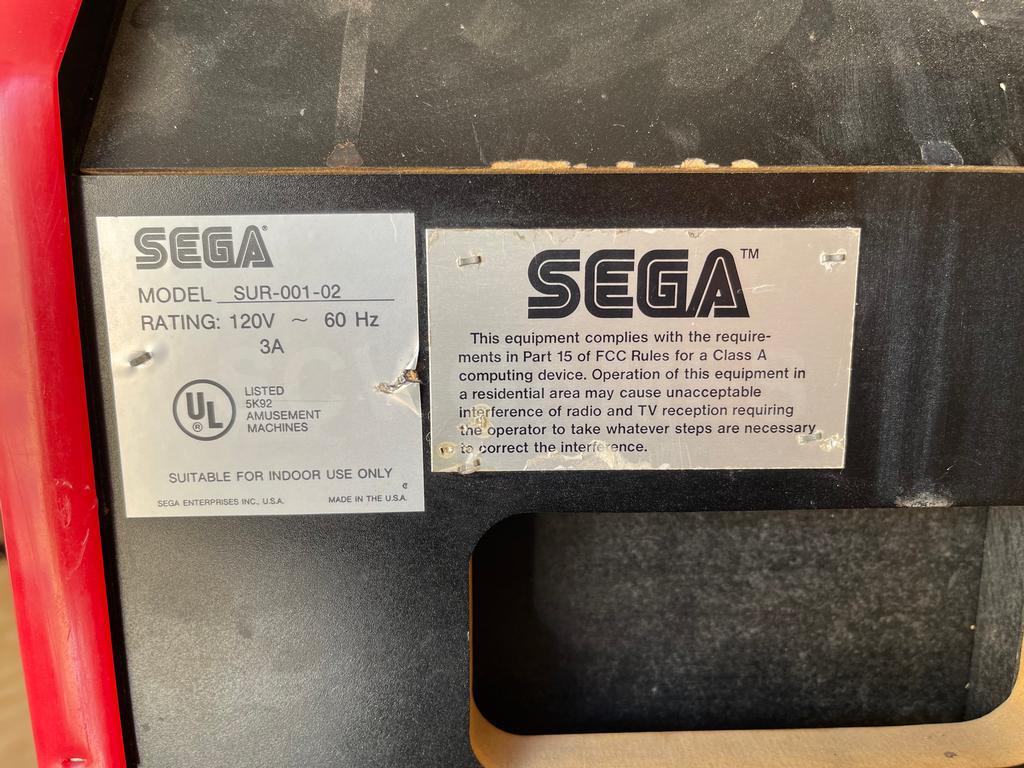 SEGA®
MODEL SUR-001-02
RATING: 120V ~ 60 Hz
3A
UL®
LISTED
5K92
AMUSEMENT
MACHINES
SUITABLE FOR INDOOR USE ONLY
SEGA ENTERPRISES INC., U.S.A. MADE IN THE U.S.A.
SEGA™
This equipment complies with the require-
ments in Part 15 of FCC Rules for a Class A
computing device. Operation of this equipment in
a residential area may cause unacceptable
interference of radio and TV reception requiring
the operator to take whatever steps are necessary
to correct the interference.